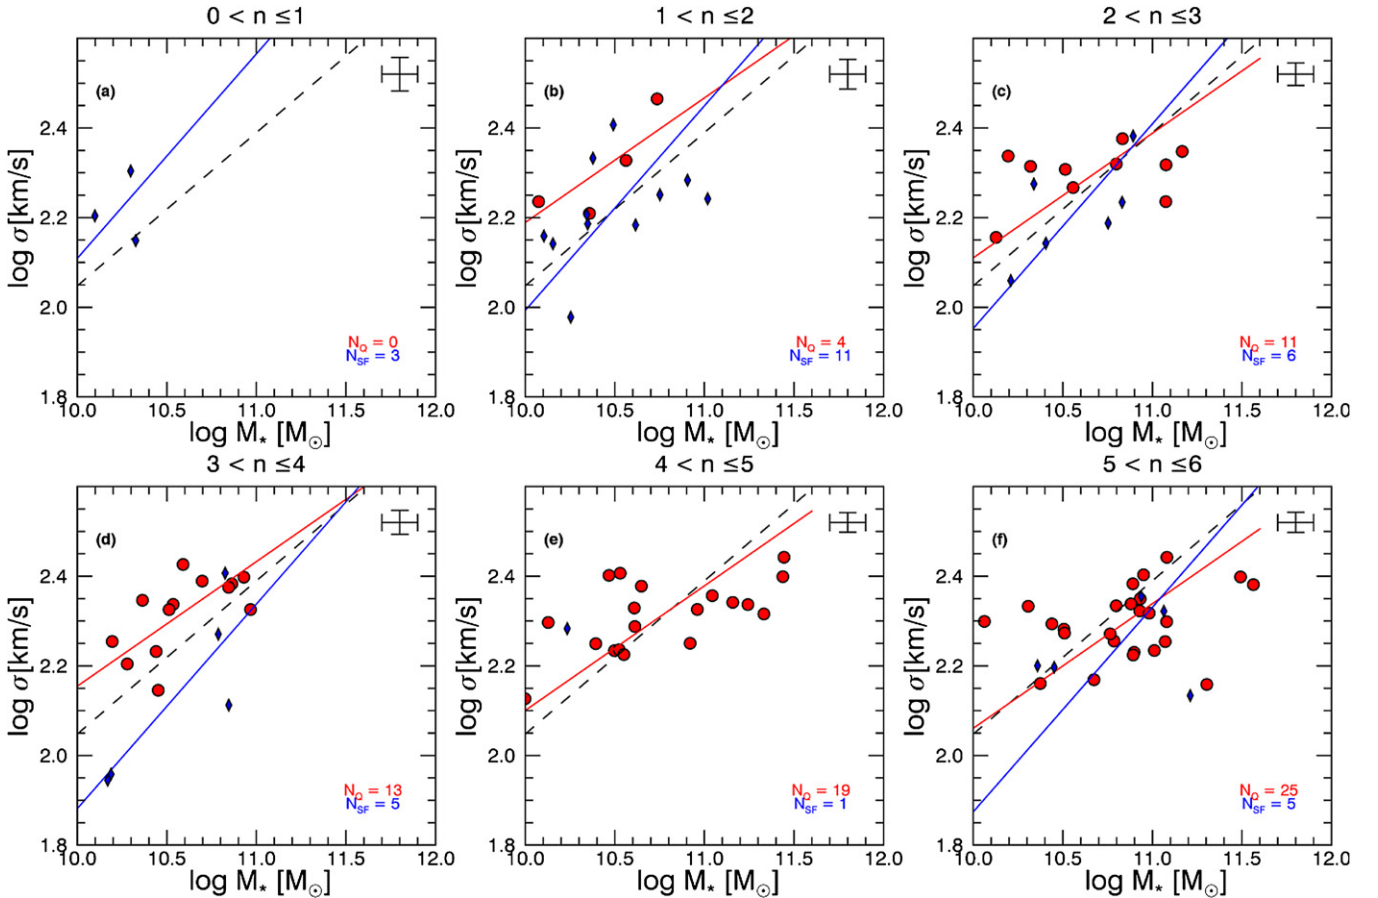 0 < n ≤1
(a)
log σ[km/s]
2.4
2.2
2.0
1.8
N_Q = 0
N_SF = 3
10.0 10.5 11.0 11.5 12.0
log M⁎ [M☉]
1 < n ≤2
(b)
log σ[km/s]
2.4
2.2
2.0
1.8
N_Q = 4
N_SF = 11
10.0 10.5 11.0 11.5 12.0
log M⁎ [M☉]
2 < n ≤3
(c)
log σ[km/s]
2.4
2.2
2.0
1.8
N_Q = 11
N_SF = 6
10.0 10.5 11.0 11.5 12.0
log M⁎ [M☉]
3 < n ≤4
(d)
log σ[km/s]
2.4
2.2
2.0
1.8
N_Q = 13
N_SF = 5
10.0 10.5 11.0 11.5 12.0
log M⁎ [M☉]
4 < n ≤5
(e)
log σ[km/s]
2.4
2.2
2.0
1.8
N_Q = 19
N_SF = 1
10.0 10.5 11.0 11.5 12.0
log M⁎ [M☉]
5 < n ≤6
(f)
log σ[km/s]
2.4
2.2
2.0
1.8
N_Q = 25
N_SF = 5
10.0 10.5 11.0 11.5 12.0
log M⁎ [M☉]